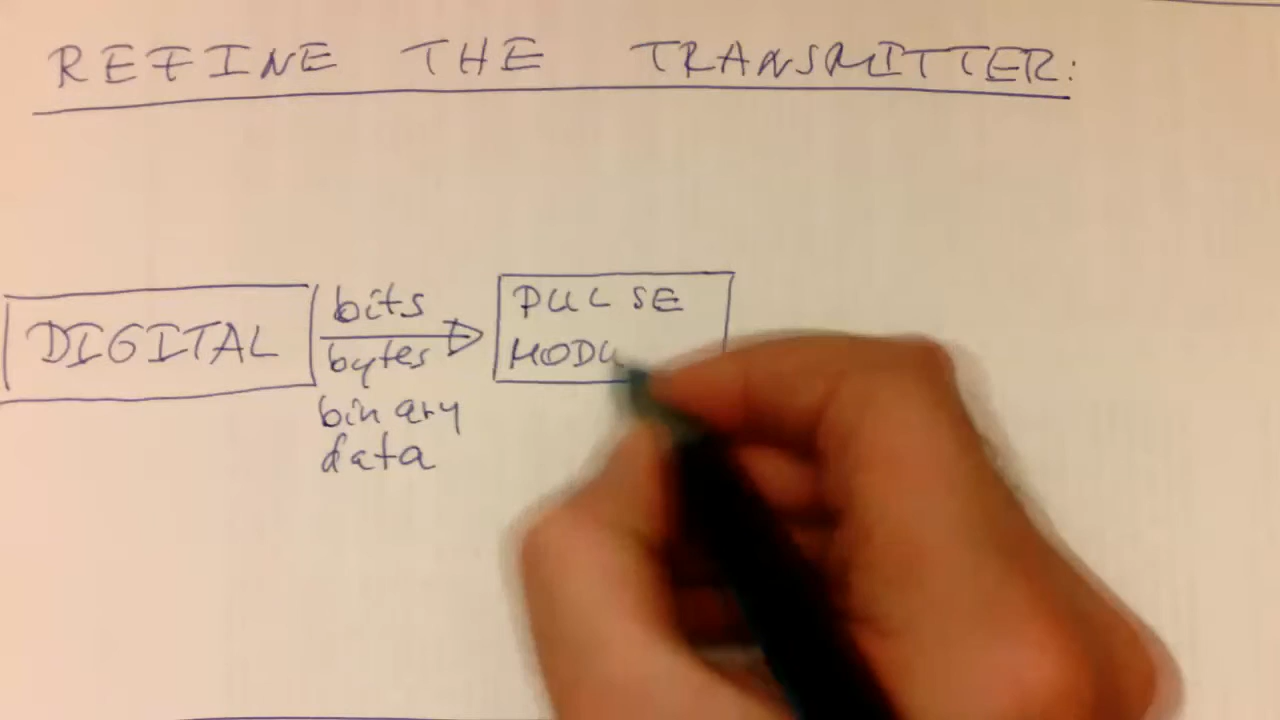 REFINE THE TRANSMITTER:
DIGITAL
bits
bytes
binary
data
PULSE
MODU